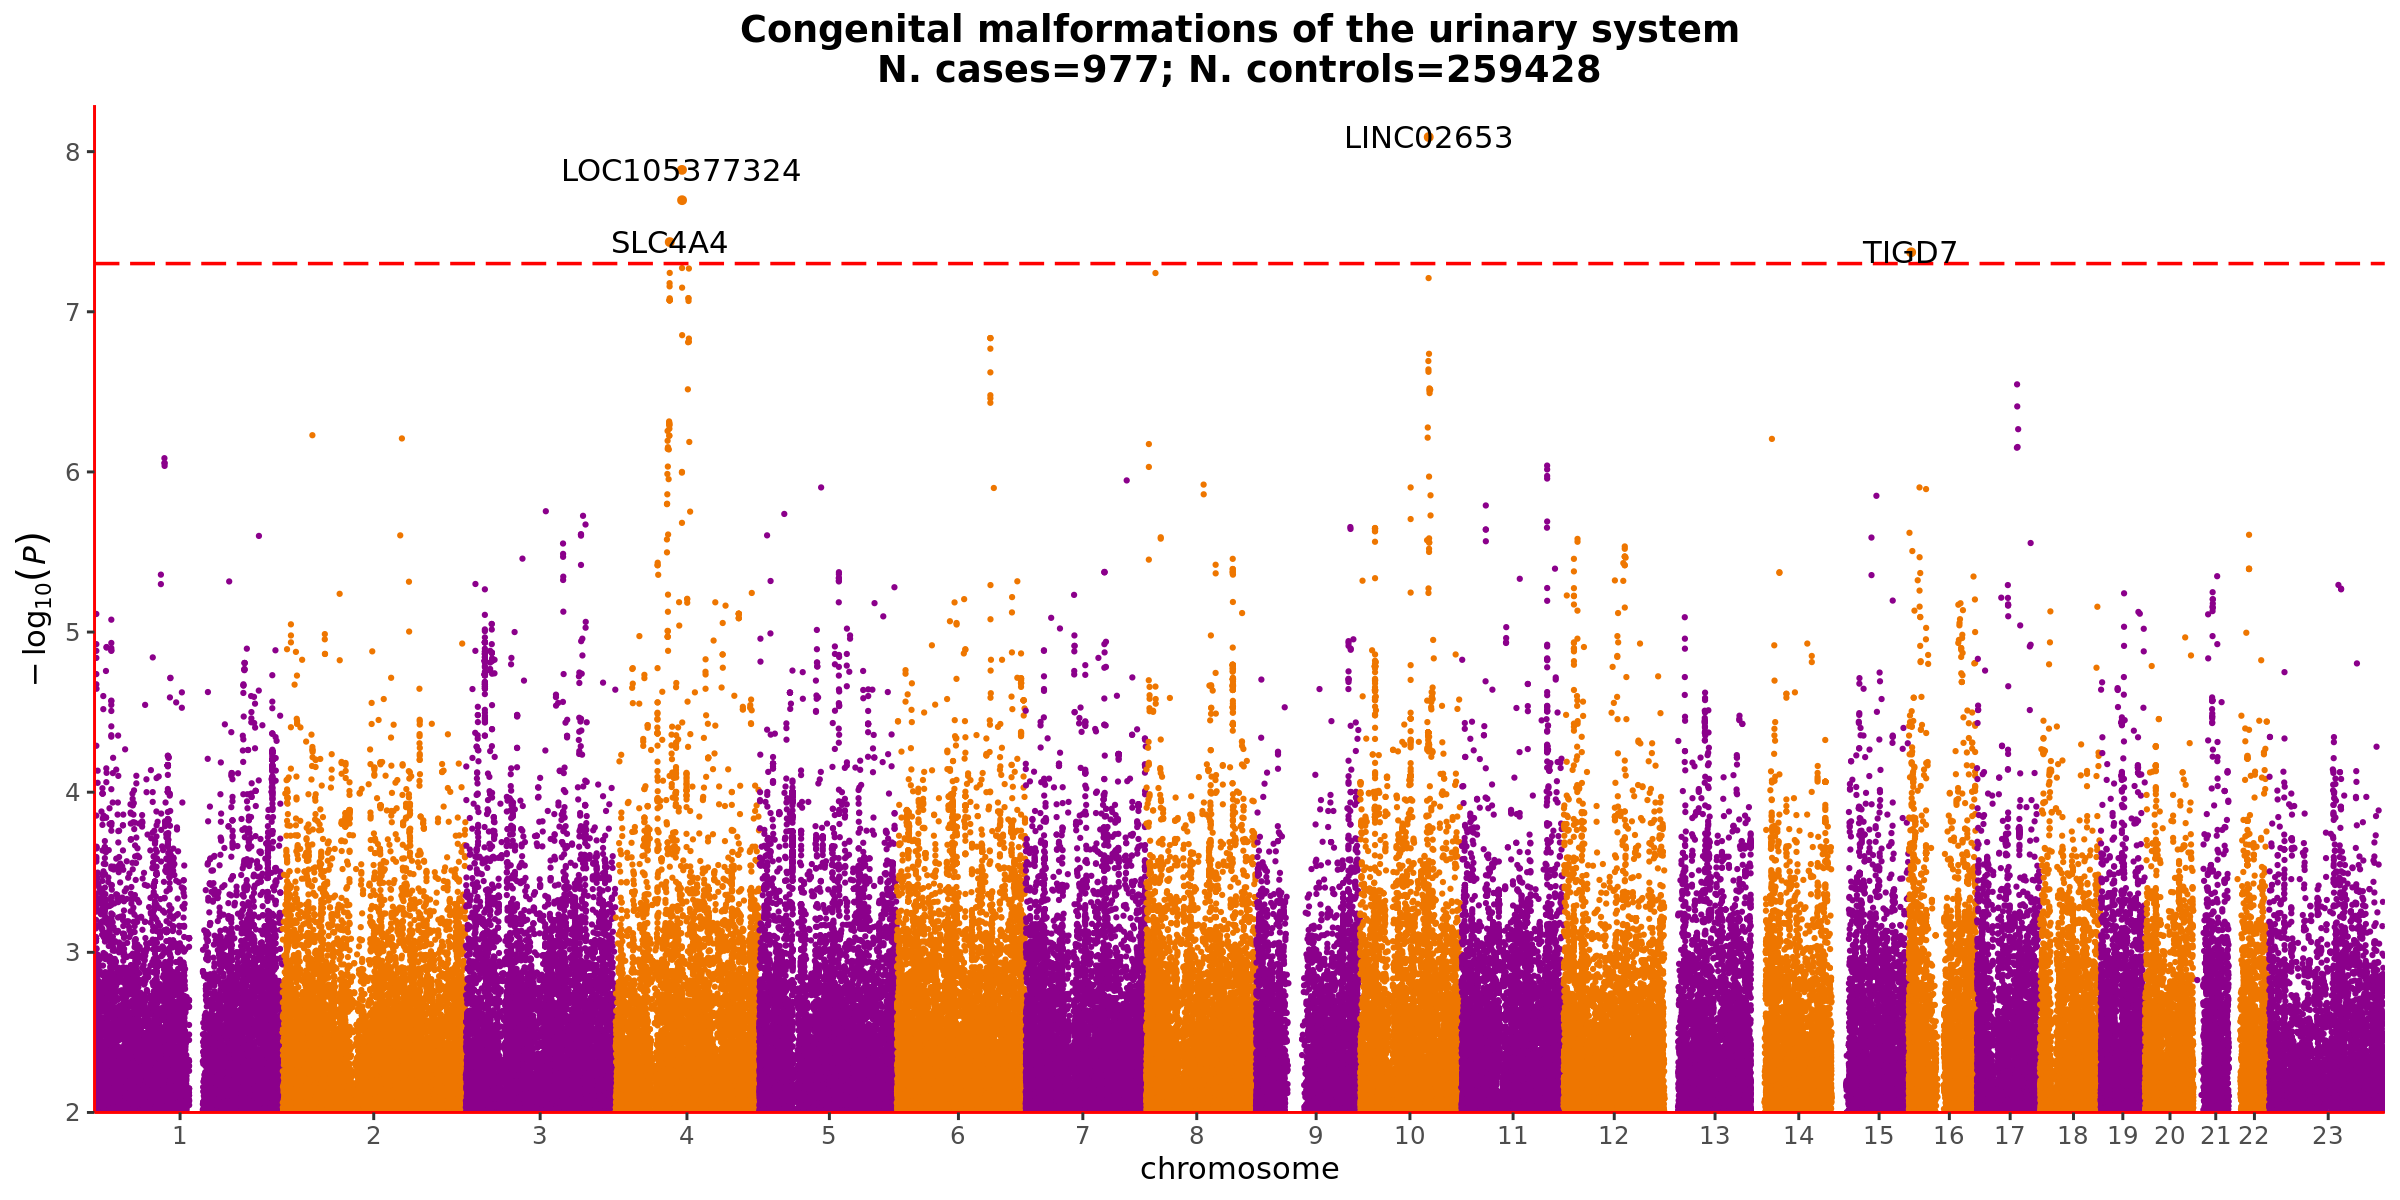 Congenital malformations of the urinary system
N. cases=977; N. controls=259428
8
7
6
5
4
3
2
−log10(P)
LINC02653
LOC105377324
SLC4A4
TIGD7
1 2 3 4 5 6 7 8 9 10 11 12 13 14 15 16 17 18 19 20 21 22 23
chromosome